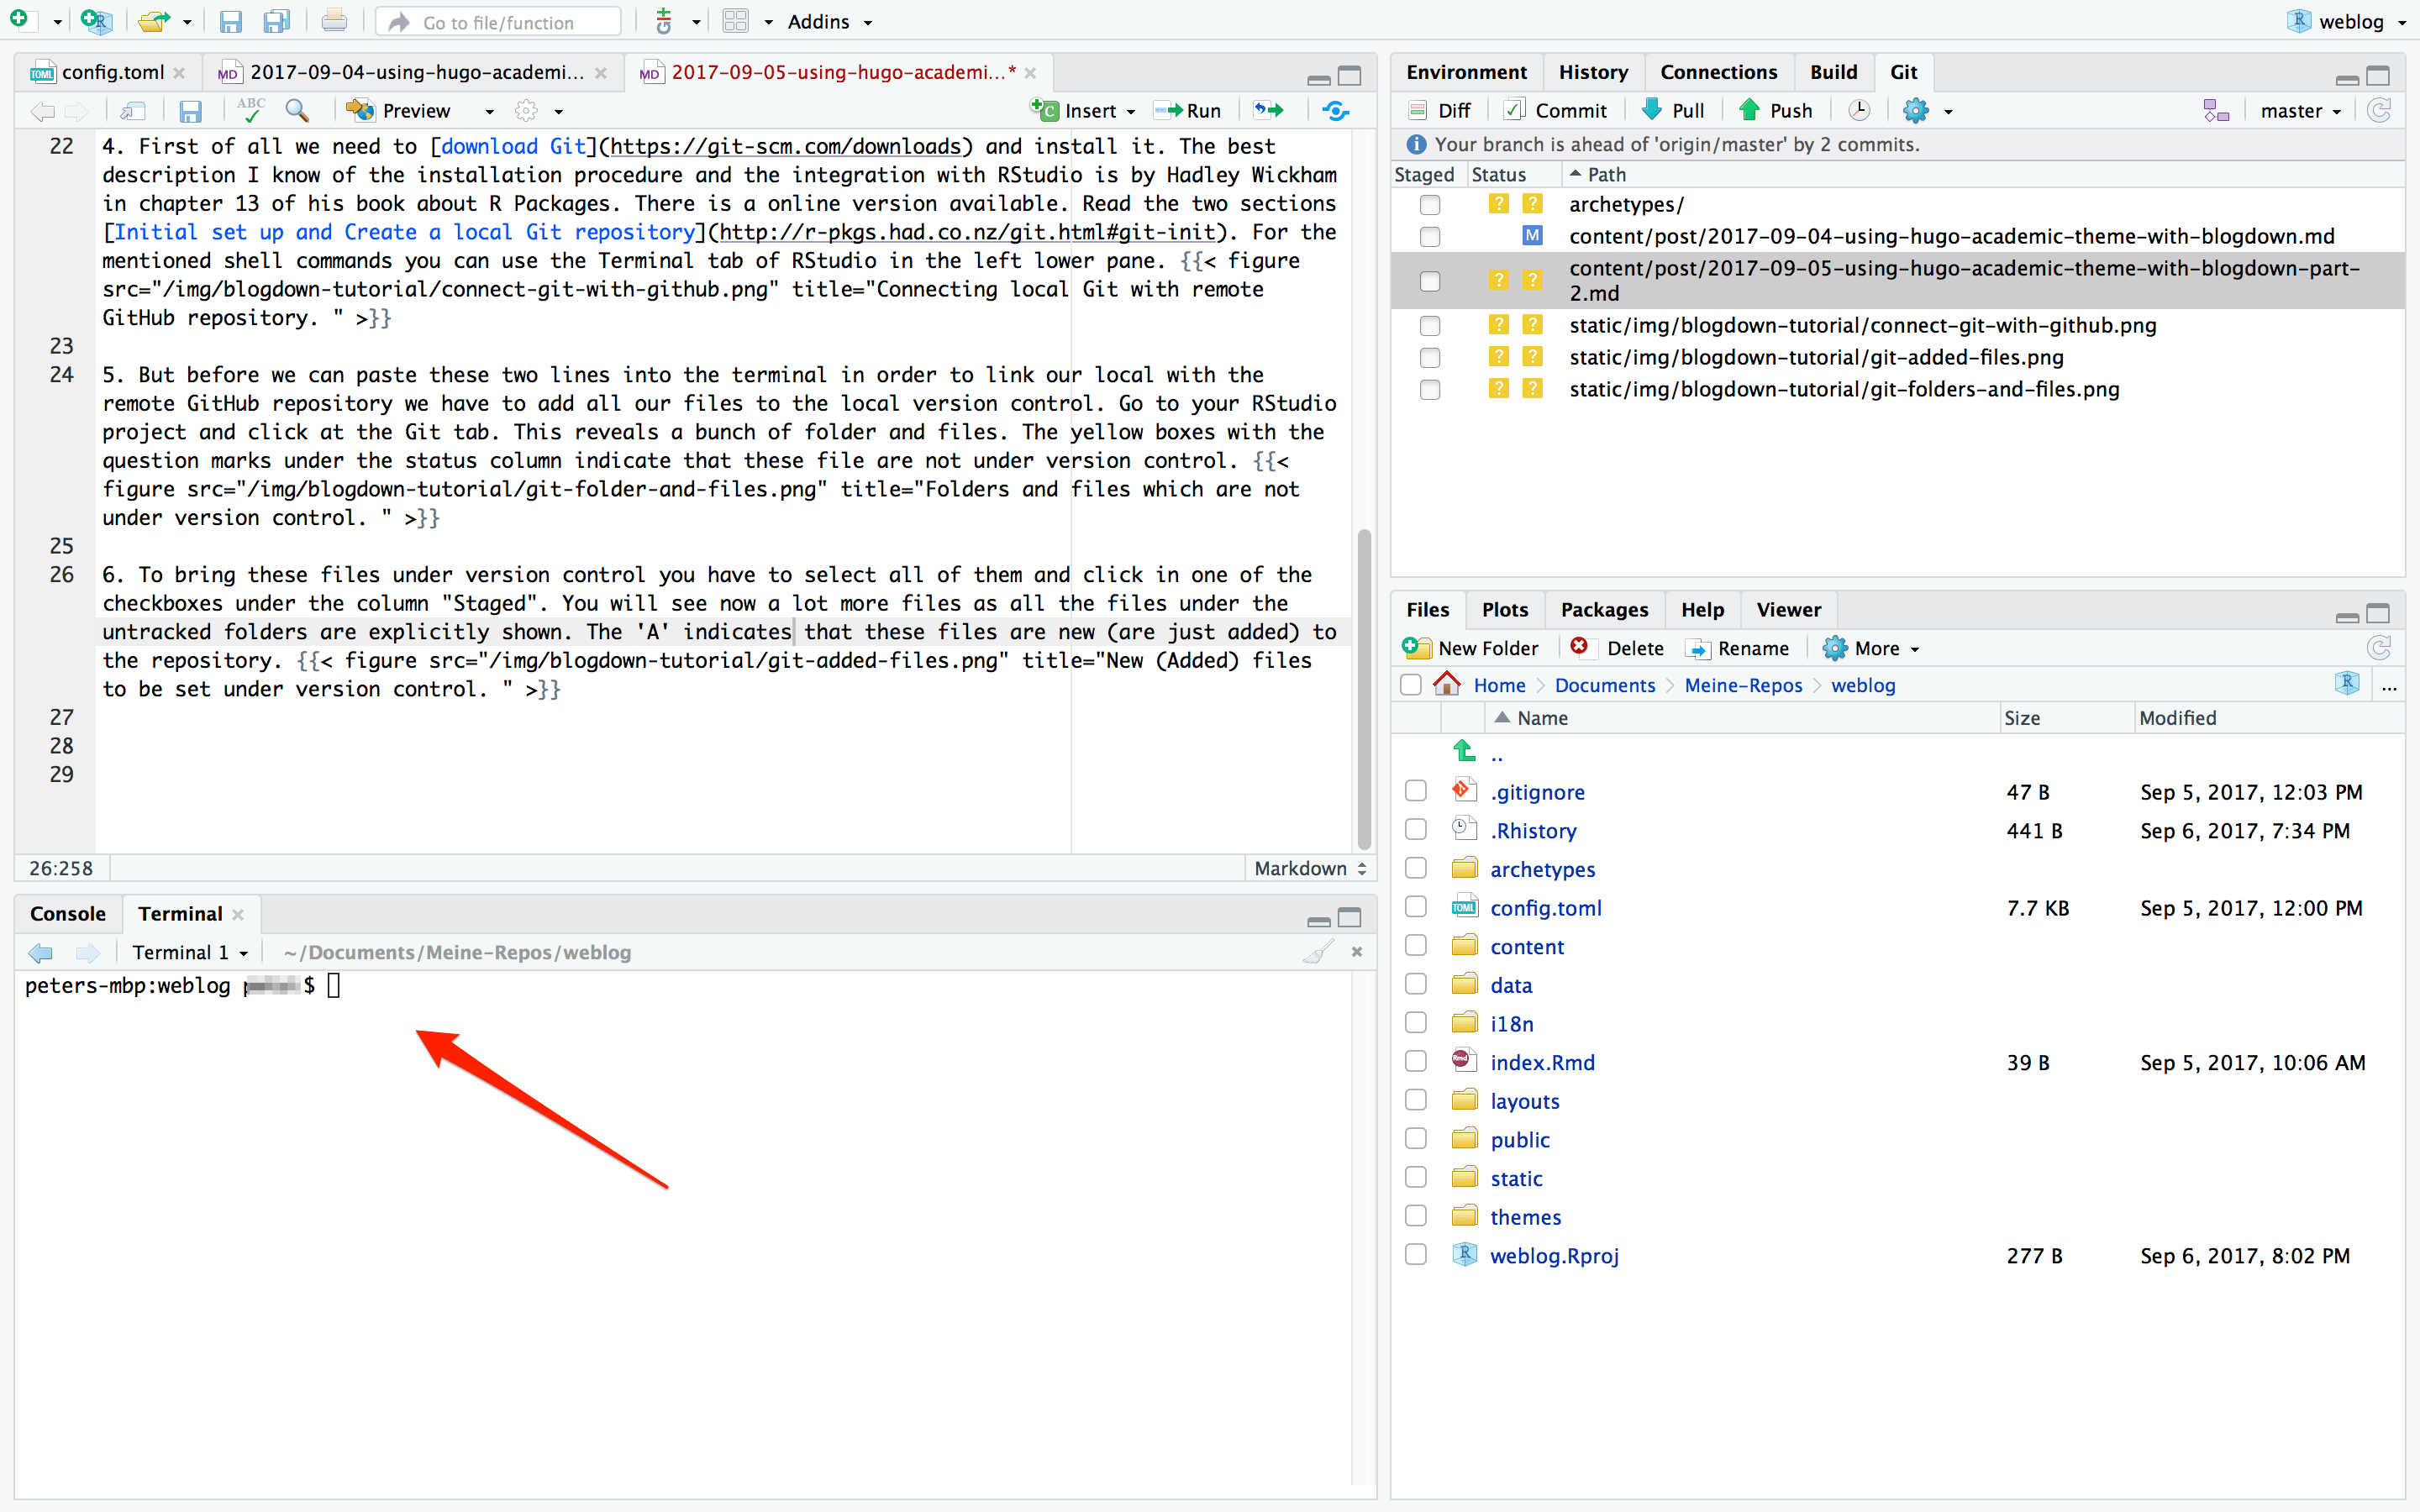 Go to file/function
Addins
weblog
config.toml
2017-09-04-using-hugo-academi...
2017-09-05-using-hugo-academi...*
ABC
Preview
Insert
Run
22 4. First of all we need to [download Git](https://git-scm.com/downloads) and install it. The best
description I know of the installation procedure and the integration with RStudio is by Hadley Wickham
in chapter 13 of his book about R Packages. There is a online version available. Read the two sections
[Initial set up and Create a local Git repository](http://r-pkgs.had.co.nz/git.html#git-init). For the
mentioned shell commands you can use the Terminal tab of RStudio in the left lower pane. {{< figure
src="/img/blogdown-tutorial/connect-git-with-github.png" title="Connecting local Git with remote
GitHub repository. " >}}
23
24 5. But before we can paste these two lines into the terminal in order to link our local with the
remote GitHub repository we have to add all our files to the local version control. Go to your RStudio
project and click at the Git tab. This reveals a bunch of folder and files. The yellow boxes with the
question marks under the status column indicate that these file are not under version control. {{<
figure src="/img/blogdown-tutorial/git-folder-and-files.png" title="Folders and files which are not
under version control. " >}}
25
26 6. To bring these files under version control you have to select all of them and click in one of the
checkboxes under the column "Staged". You will see now a lot more files as all the files under the
untracked folders are explicitly shown. The 'A' indicates that these files are new (are just added) to
the repository. {{< figure src="/img/blogdown-tutorial/git-added-files.png" title="New (Added) files
to be set under version control. " >}}
27
28
29
26:258
Markdown
Console
Terminal
Terminal 1
~/Documents/Meine-Repos/weblog
peters-mbp:weblog $
Environment
History
Connections
Build
Git
Diff
Commit
Pull
Push
master
Your branch is ahead of 'origin/master' by 2 commits.
Staged Status Path
? ? archetypes/
M content/post/2017-09-04-using-hugo-academic-theme-with-blogdown.md
? ? content/post/2017-09-05-using-hugo-academic-theme-with-blogdown-part-
2.md
? ? static/img/blogdown-tutorial/connect-git-with-github.png
? ? static/img/blogdown-tutorial/git-added-files.png
? ? static/img/blogdown-tutorial/git-folders-and-files.png
Files
Plots
Packages
Help
Viewer
New Folder
Delete
Rename
More
Home
Documents
Meine-Repos
weblog
...
Name Size Modified
..
.gitignore 47 B Sep 5, 2017, 12:03 PM
.Rhistory 441 B Sep 6, 2017, 7:34 PM
archetypes
config.toml 7.7 KB Sep 5, 2017, 12:00 PM
content
data
i18n
index.Rmd 39 B Sep 5, 2017, 10:06 AM
layouts
public
static
themes
weblog.Rproj 277 B Sep 6, 2017, 8:02 PM